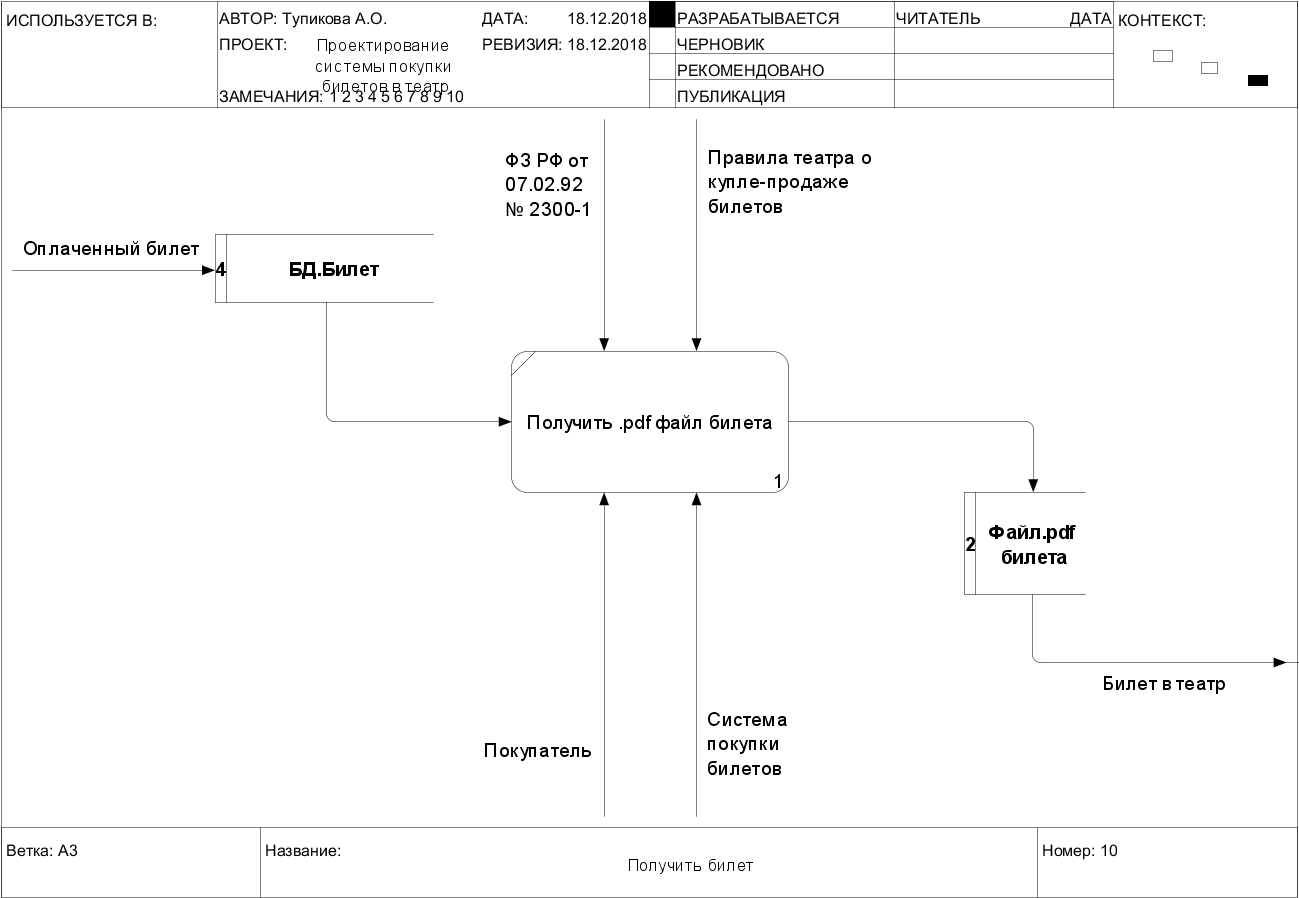 ИСПОЛЬЗУЕТСЯ В:
АВТОР: Тупикова А.О.
ДАТА: 18.12.2018
ПРОЕКТ: Проектирование
системы покупки
билетов в театр
РЕВИЗИЯ: 18.12.2018
ЗАМЕЧАНИЯ: 1 2 3 4 5 6 7 8 9 10
РАЗРАБАТЫВАЕТСЯ
ЧЕРНОВИК
РЕКОМЕНДОВАНО
ПУБЛИКАЦИЯ
ЧИТАТЕЛЬ ДАТА
КОНТЕКСТ:
ФЗ РФ от
07.02.92
№ 2300-1
Правила театра о
купле-продаже
билетов
Оплаченный билет
4 БД.Билет
Получить .pdf файл билета
1
2
Файл.pdf
билета
Билет в театр
Покупатель
Система
покупки
билетов
Ветка: A3
Название:
Получить билет
Номер: 10